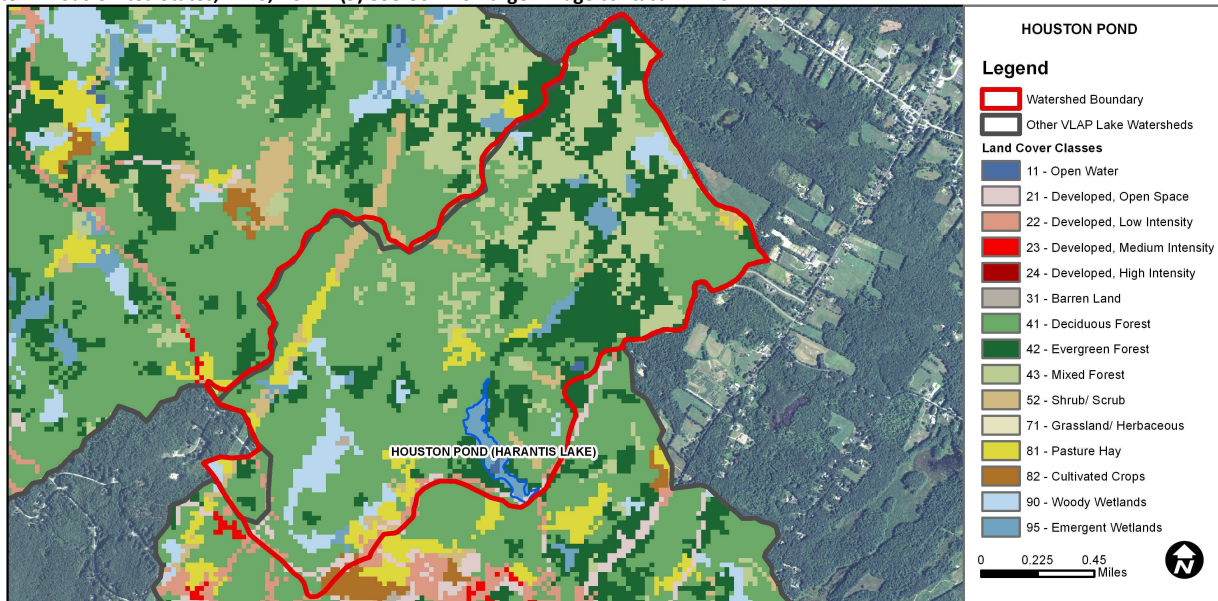 HOUSTON POND
Legend
Watershed Boundary
Other VLAP Lake Watersheds
Land Cover Classes
11 - Open Water
21 - Developed, Open Space
22 - Developed, Low Intensity
23 - Developed, Medium Intensity
24 - Developed, High Intensity
31 - Barren Land
41 - Deciduous Forest
42 - Evergreen Forest
43 - Mixed Forest
52 - Shrub/ Scrub
71 - Grassland/ Herbaceous
81 - Pasture Hay
82 - Cultivated Crops
90 - Woody Wetlands
95 - Emergent Wetlands
0 0.225 0.45
Miles
N
HOUSTON POND (HARANTIS LAKE)